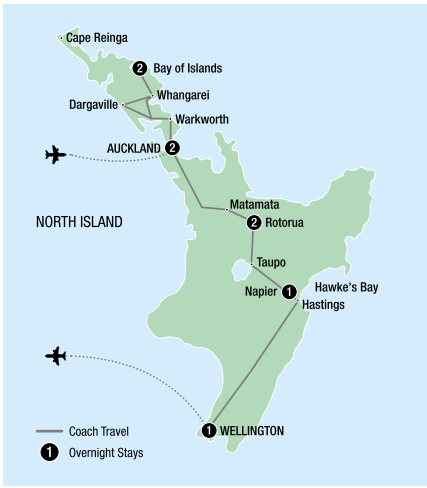 Cape Reinga
2 Bay of Islands
Whangarei
Dargaville
Warkworth
AUCKLAND 2
Matamata
NORTH ISLAND
2 Rotorua
Taupo
Napier 1
Hawke's Bay
Hastings
1 WELLINGTON
Coach Travel
1 Overnight Stays